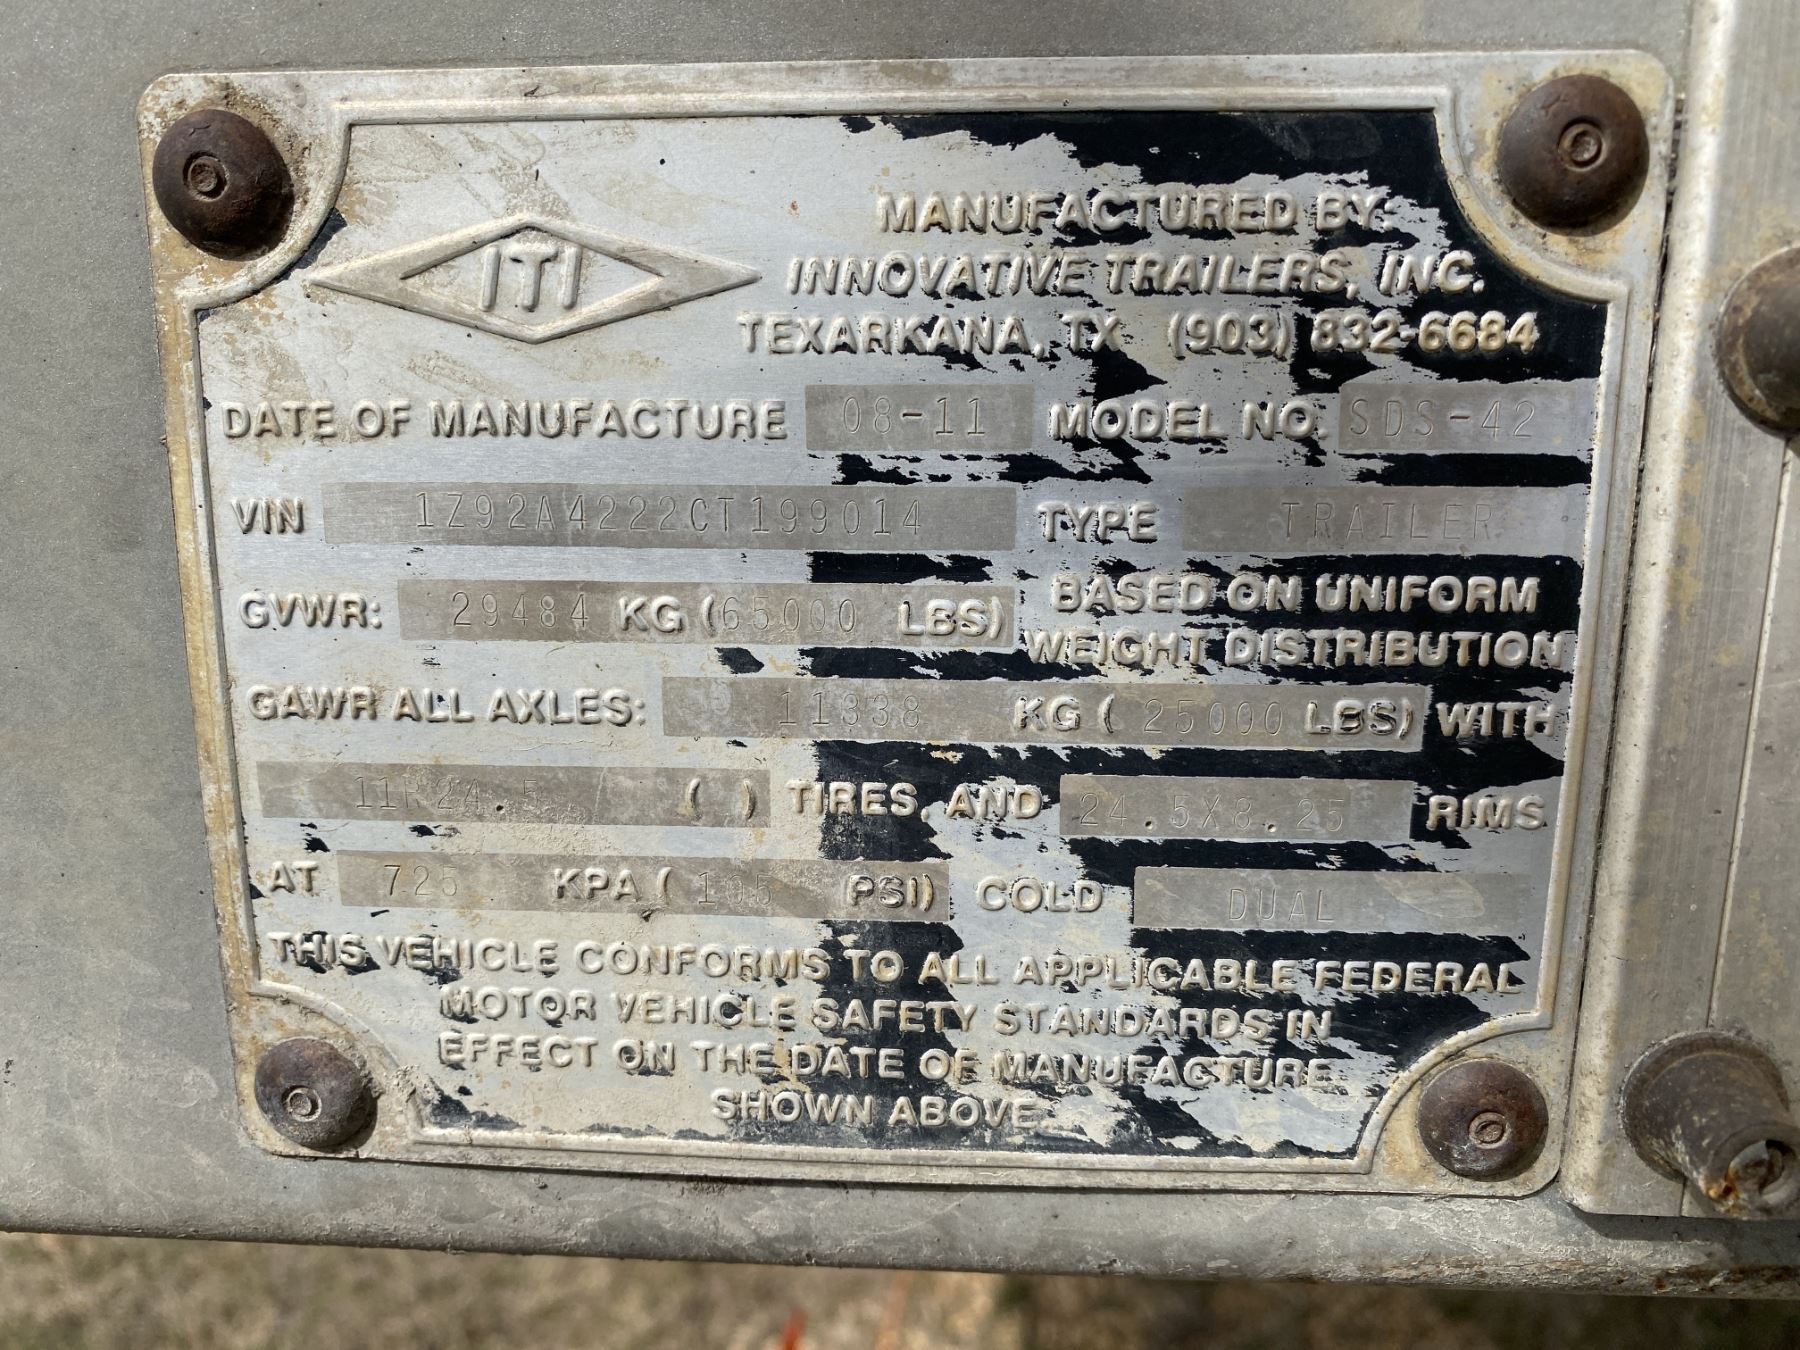 ITI
MANUFACTURED BY:
INNOVATIVE TRAILERS, INC.
TEXARKANA, TX (903) 832-6684
DATE OF MANUFACTURE 08-11 MODEL NO. SDS-42
VIN 1Z92A4222CT199014 TYPE TRAILER
GVWR: 29484 KG (65000 LBS) BASED ON UNIFORM
WEIGHT DISTRIBUTION
GAWR ALL AXLES: 11338 KG ( 25000 LBS) WITH
11R24.5 ( ) TIRES, AND 24.5X8.25 RIMS
AT 725 KPA ( 105 PSI) COLD DUAL
THIS VEHICLE CONFORMS TO ALL APPLICABLE FEDERAL
MOTOR VEHICLE SAFETY STANDARDS IN
EFFECT ON THE DATE OF MANUFACTURE
SHOWN ABOVE.